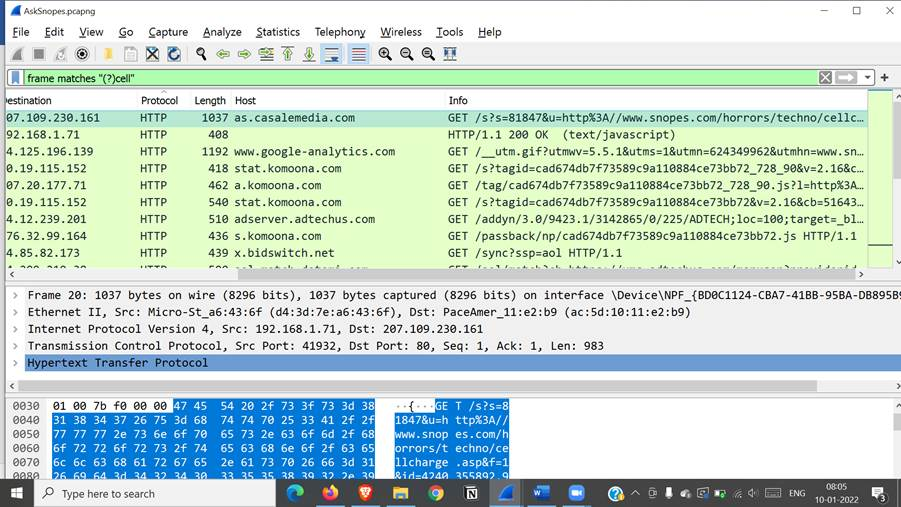 AskSnopes.pcapng
File Edit View Go Capture Analyze Statistics Telephony Wireless Tools Help
frame matches "(?)cell"
Destination Protocol Length Host Info
07.109.230.161 HTTP 1037 as.casalemedia.com GET /s?s=81847&u=http%3A//www.snopes.com/horrors/techno/cellc...
92.168.1.71 HTTP 408 HTTP/1.1 200 OK (text/javascript)
4.125.196.139 HTTP 1192 www.google-analytics.com GET /__utm.gif?utmwv=5.5.1&utms=1&utmn=624349962&utmhn=www.sn...
0.19.115.152 HTTP 418 stat.komoona.com GET /s?tagid=cad674db7f73589c9a110884ce73bb72_728_90&v=2.16&c...
07.20.177.71 HTTP 462 a.komoona.com GET /tag/cad674db7f73589c9a110884ce73bb72_728_90.js?l=http%3A...
0.19.115.152 HTTP 540 stat.komoona.com GET /s?tagid=cad674db7f73589c9a110884ce73bb72&v=2.16&cb=51643...
4.12.239.201 HTTP 510 adserver.adtechus.com GET /addyn/3.0/9423.1/3142865/0/225/ADTECH;loc=100;target=_bl...
76.32.99.164 HTTP 436 s.komoona.com GET /passback/np/cad674db7f73589c9a110884ce73bb72.js HTTP/1.1
4.85.82.173 HTTP 439 x.bidswitch.net GET /sync?ssp=aol HTTP/1.1
Frame 20: 1037 bytes on wire (8296 bits), 1037 bytes captured (8296 bits) on interface \Device\NPF_{BD0C1124-CBA7-41BB-95BA-DB895B9
Ethernet II, Src: Micro-St_a6:43:6f (d4:3d:7e:a6:43:6f), Dst: PaceAmer_11:e2:b9 (ac:5d:10:11:e2:b9)
Internet Protocol Version 4, Src: 192.168.1.71, Dst: 207.109.230.161
Transmission Control Protocol, Src Port: 41932, Dst Port: 80, Seq: 1, Ack: 1, Len: 983
Hypertext Transfer Protocol
0030 01 00 7b f0 00 00 47 45 54 20 2f 73 3f 73 3d 38 ··{···GE T /s?s=8
0040 31 38 34 37 26 75 3d 68 74 74 70 25 33 41 2f 2f 1847&u=h ttp%3A//
0050 77 77 77 2e 73 6e 6f 70 65 73 2e 63 6f 6d 2f 68 www.snop es.com/h
0060 6f 72 72 6f 72 73 2f 74 65 63 68 6e 6f 2f 63 65 orrors/t echno/ce
0070 6c 6c 63 68 61 72 67 65 2e 61 73 70 26 66 3d 31 llcharge .asp&f=1
0080 26 69 64 3d 34 32 34 30 33 35 35 38 39 32 2e 39 &id=4240 355892.9
Type here to search
ENG
08:05
10-01-2022
3